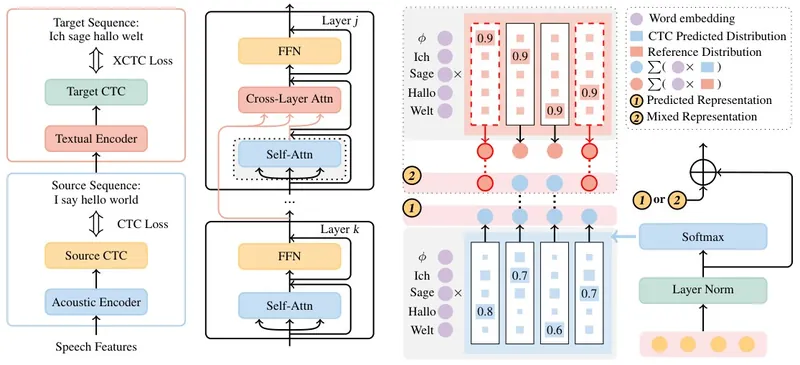 Target Sequence:
Ich sage hallo welt
XCTC Loss
Target CTC
Textual Encoder
Source Sequence:
I say hello world
CTC Loss
Source CTC
Acoustic Encoder
Speech Features
Layer j
FFN
Cross-Layer Attn
Self-Attn
...
Layer k
FFN
Self-Attn
ϕ
Ich
Sage ×
Hallo
Welt
0.9
0.9
0.9
0.9
2
1
ϕ
Ich
Sage ×
Hallo
Welt
0.7
0.7
0.8
0.6
Word embedding
CTC Predicted Distribution
Reference Distribution
∑( × )
∑( × )
1 Predicted Representation
2 Mixed Representation
1 or 2
Softmax
Layer Norm